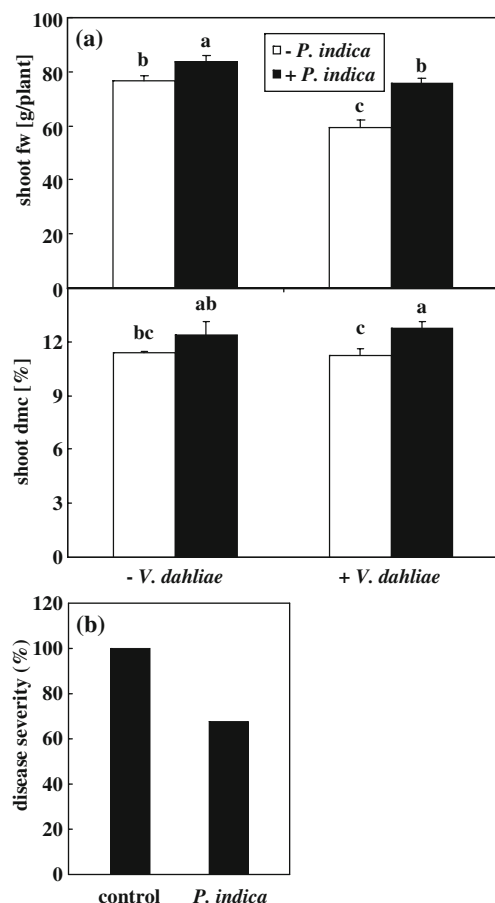 (a)
- P. indica
+ P. indica
shoot fw [g/plant]
100
80
60
40
20
0
b
a
c
b
shoot dmc [%]
12
9
6
3
0
bc
ab
c
a
- V. dahliae
+ V. dahliae
(b)
disease severity (%)
120
100
80
60
40
20
0
control
P. indica